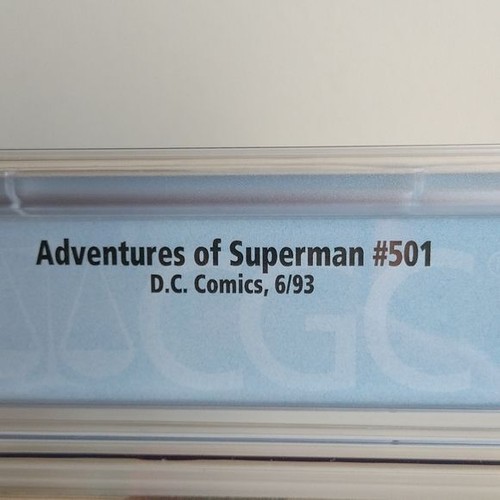 Adventures of Superman #501
D.C. Comics, 6/93
CGC